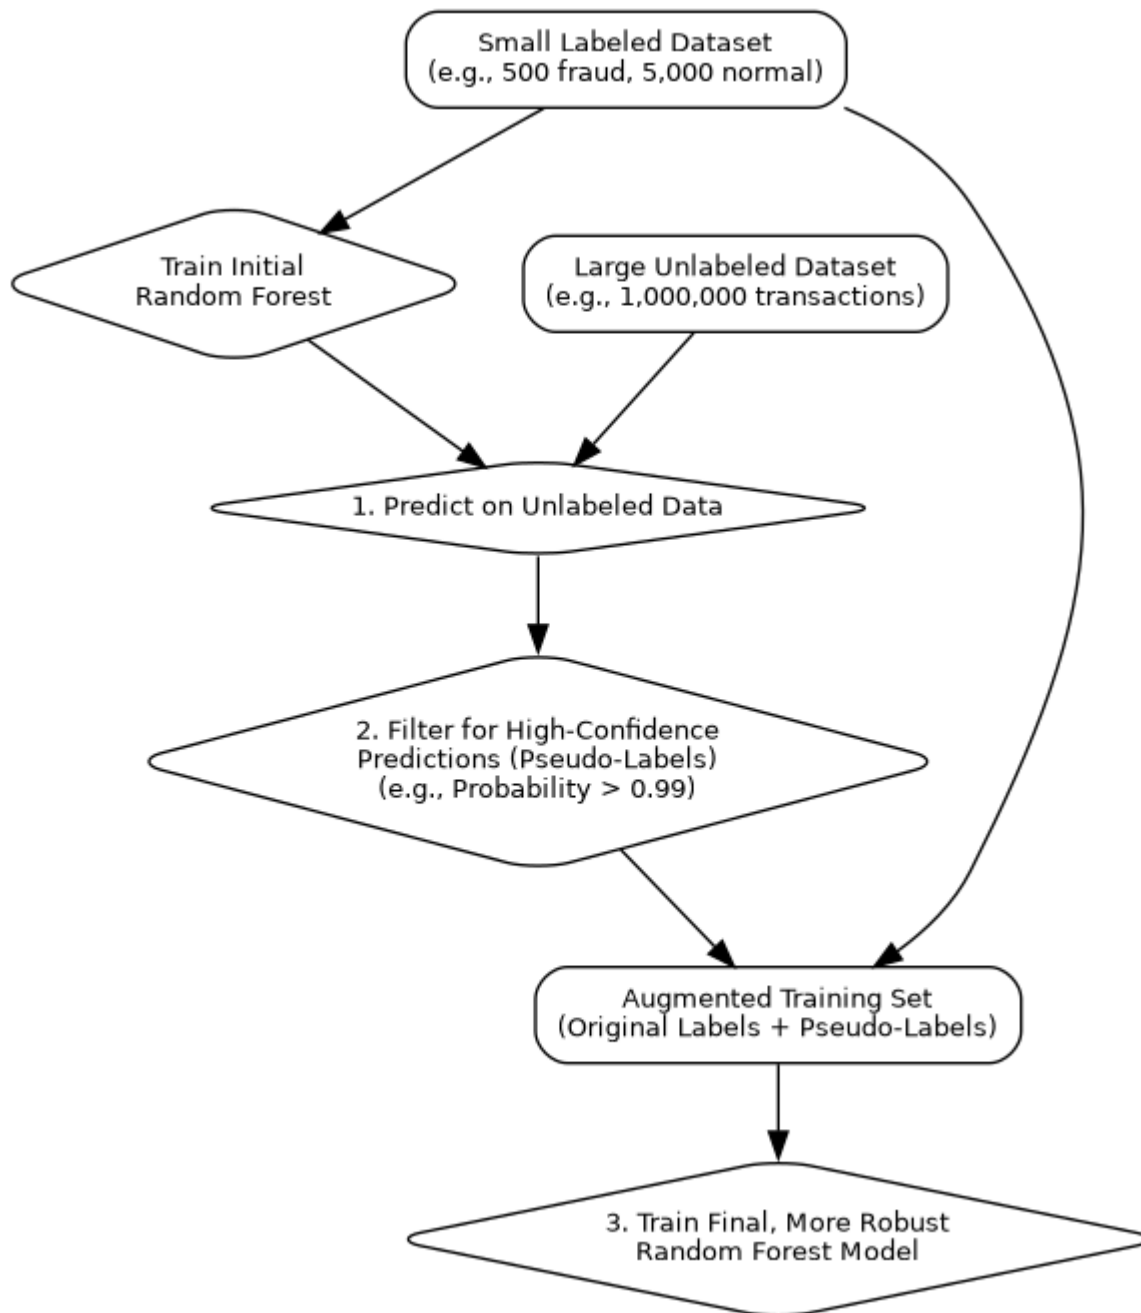 Small Labeled Dataset
(e.g., 500 fraud, 5,000 normal)
Train Initial
Random Forest
Large Unlabeled Dataset
(e.g., 1,000,000 transactions)
1. Predict on Unlabeled Data
2. Filter for High-Confidence
Predictions (Pseudo-Labels)
(e.g., Probability > 0.99)
Augmented Training Set
(Original Labels + Pseudo-Labels)
3. Train Final, More Robust
Random Forest Model